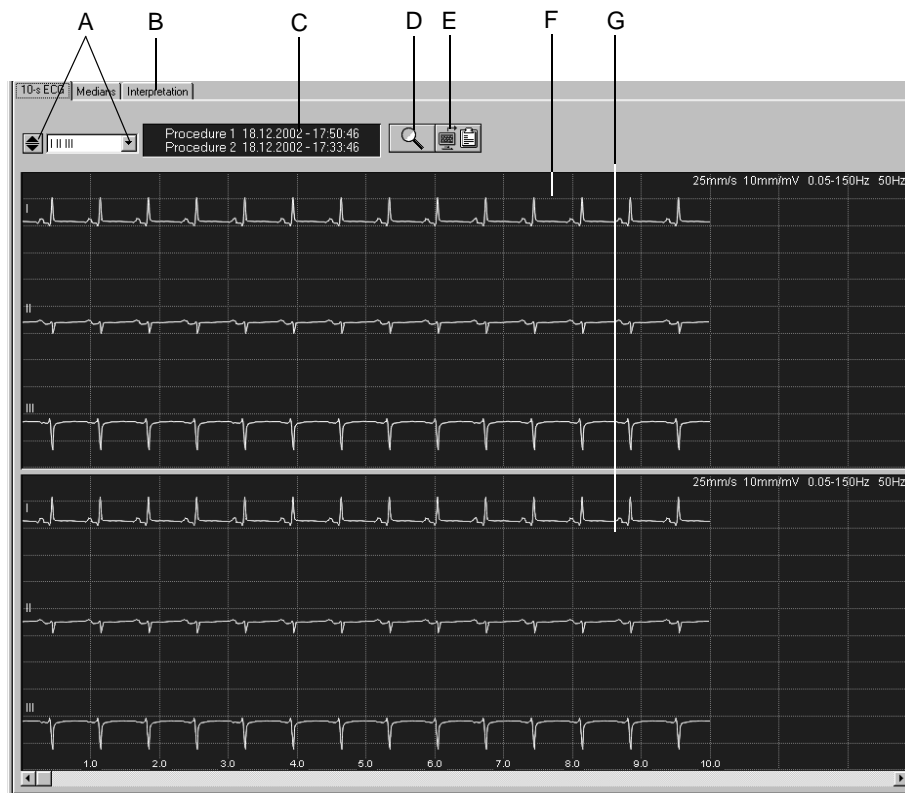 A B C D E F G
10-s ECG Medians Interpretation
I II III
Procedure 1 18.12.2002 - 17:50:46
Procedure 2 18.12.2002 - 17:33:46
25mm/s 10mm/mV 0.05-150Hz 50Hz
I
II
III
25mm/s 10mm/mV 0.05-150Hz 50Hz
I
II
III
1.0 2.0 3.0 4.0 5.0 6.0 7.0 8.0 9.0 10.0